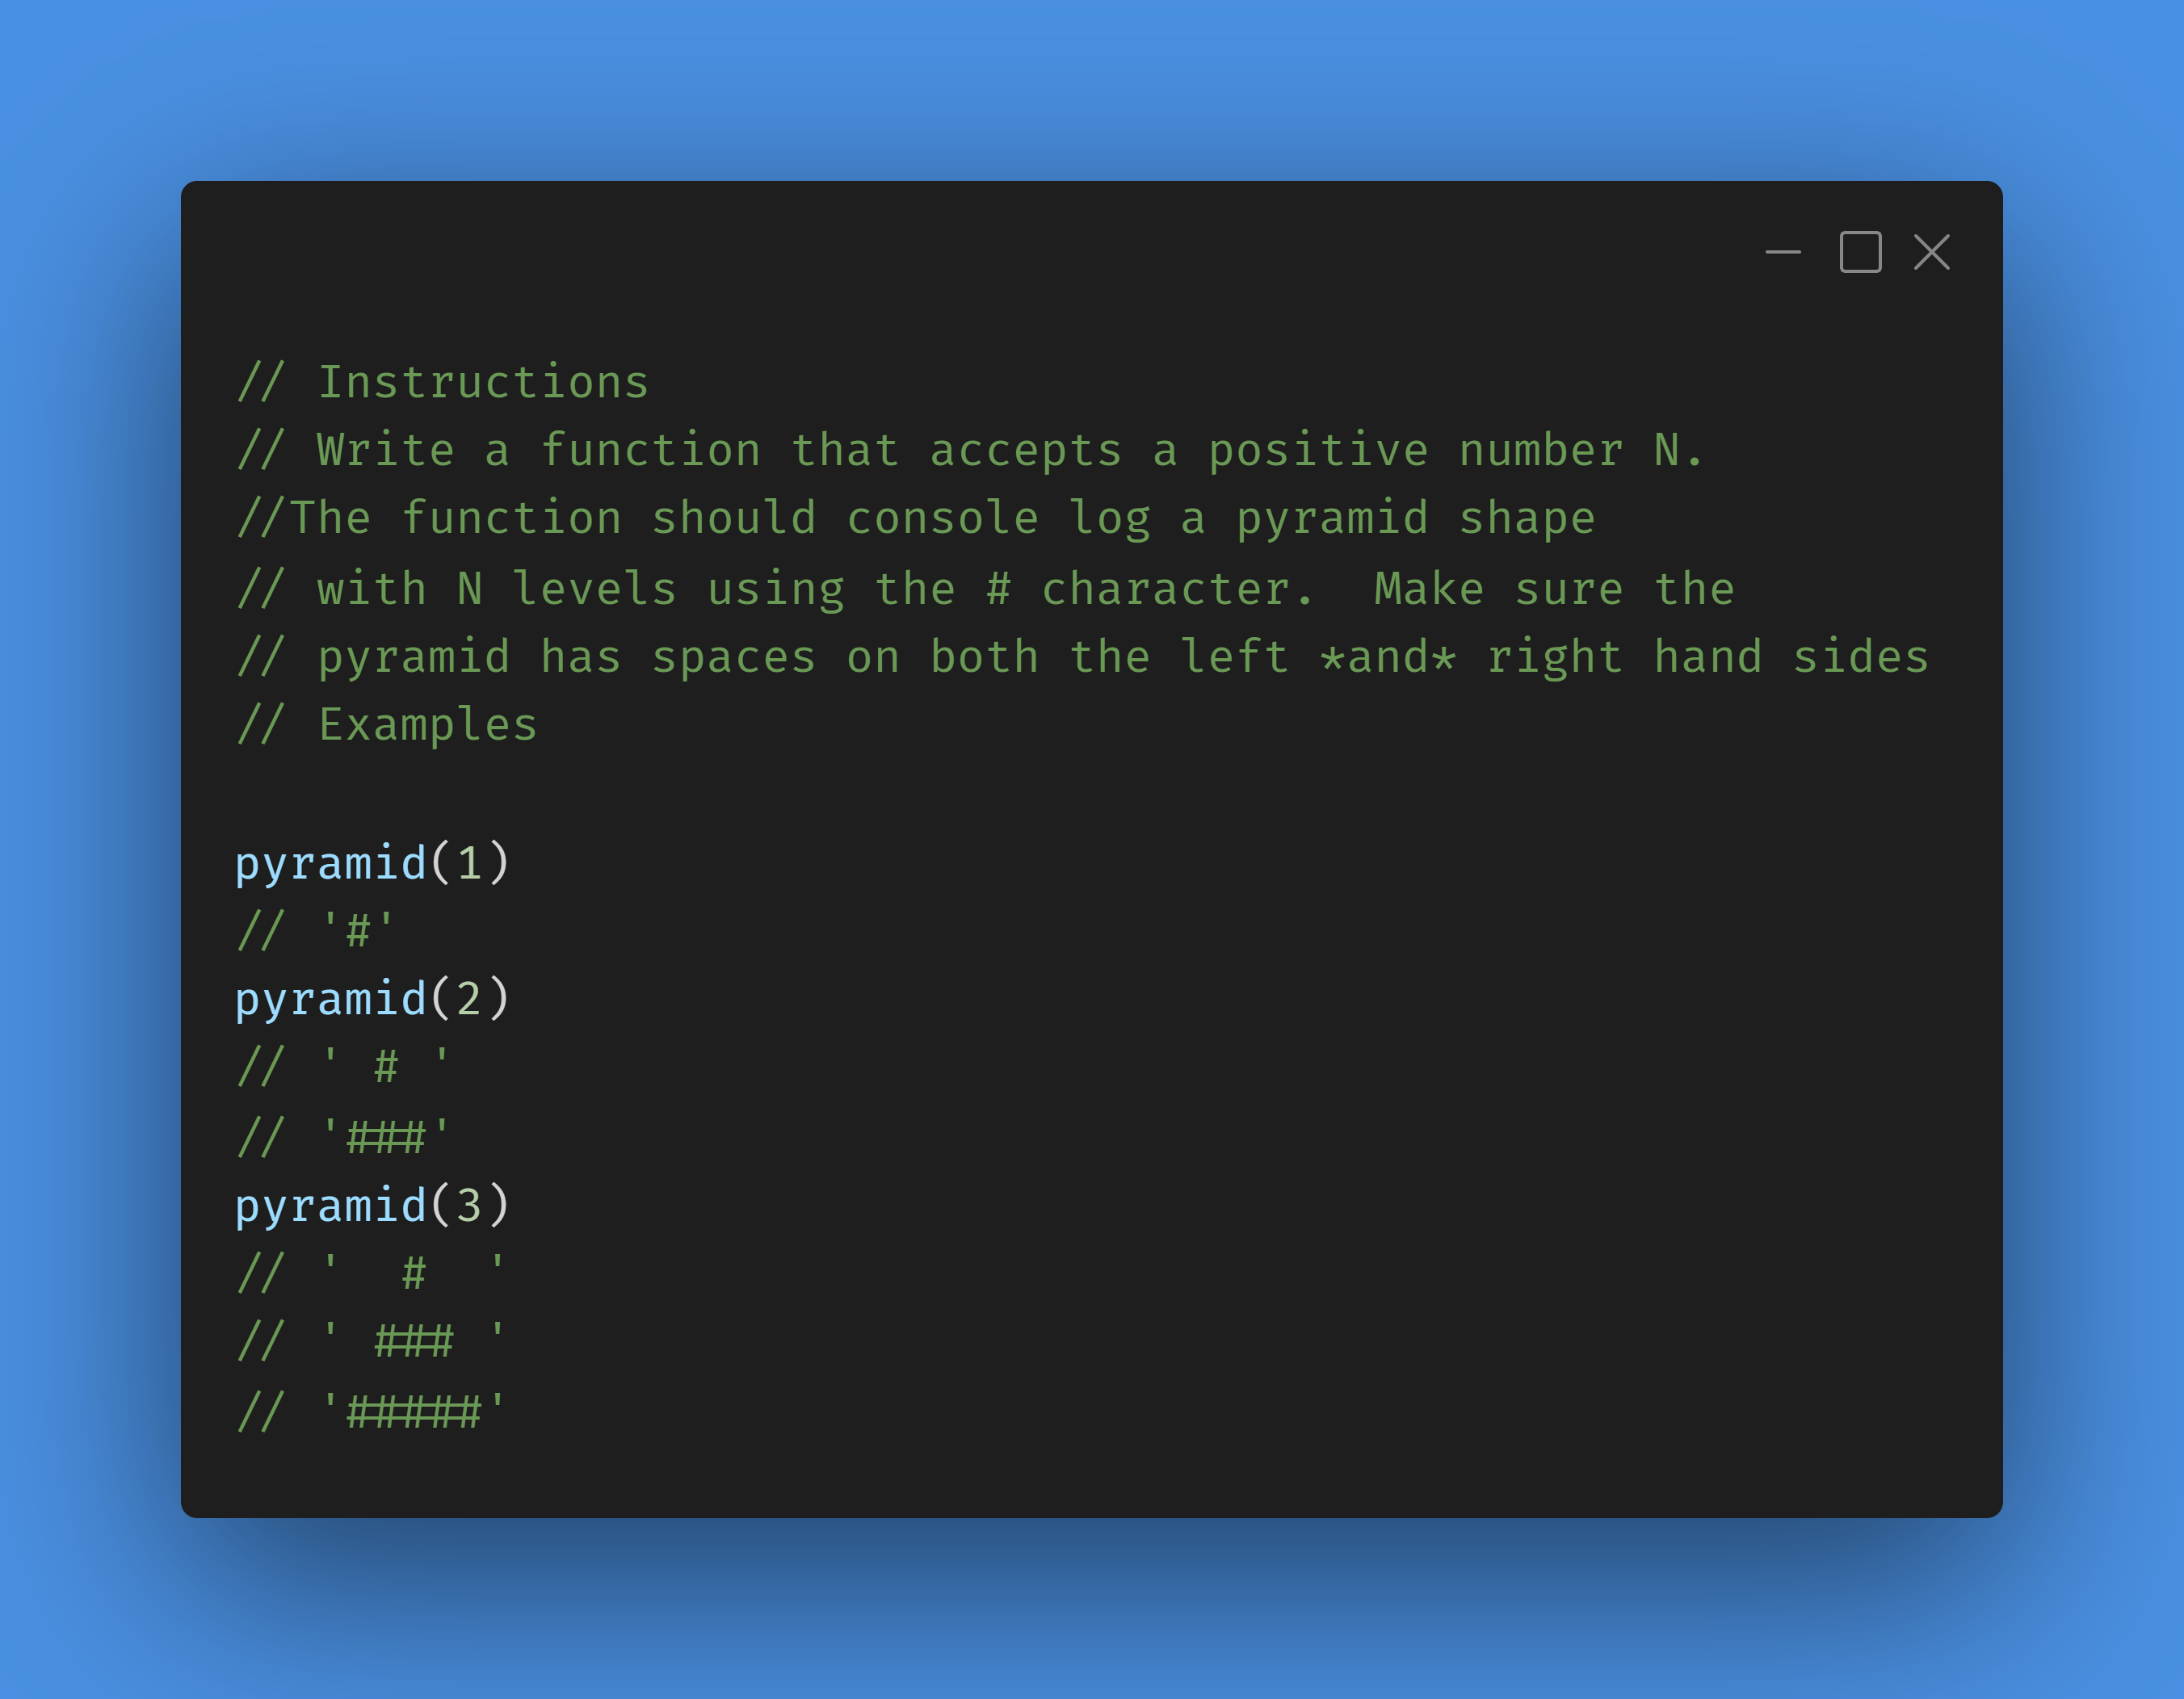 // Instructions
// Write a function that accepts a positive number N.
//The function should console log a pyramid shape
// with N levels using the # character.  Make sure the
// pyramid has spaces on both the left *and* right hand sides
// Examples
pyramid(1)
// '#'
pyramid(2)
// ' # '
// '###'
pyramid(3)
// '  #  '
// ' ### '
// '#####'